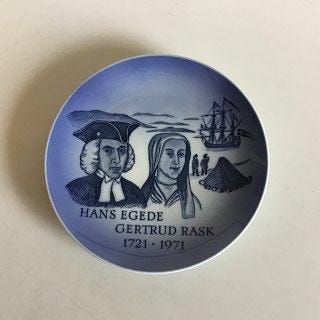 HANS EGEDE
GERTRUD RASK
1721 · 1971